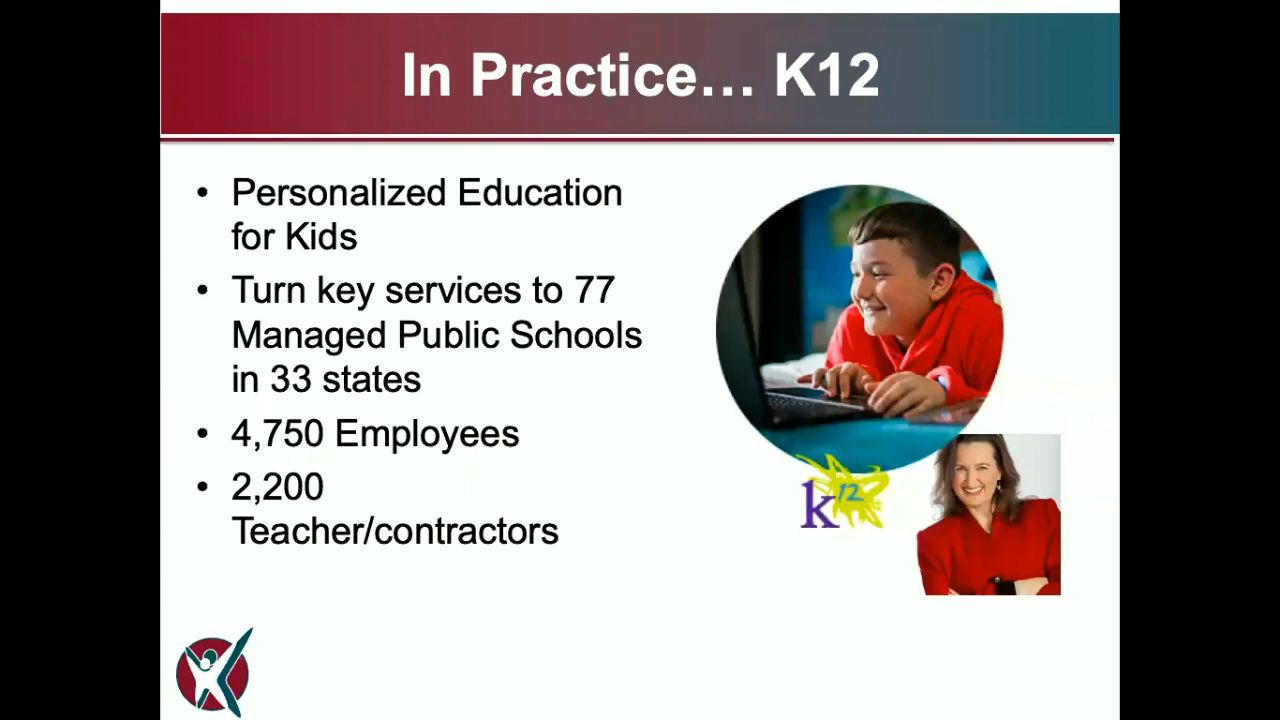 In Practice… K12
• Personalized Education
for Kids
• Turn key services to 77
Managed Public Schools
in 33 states
• 4,750 Employees
• 2,200
Teacher/contractors
k12